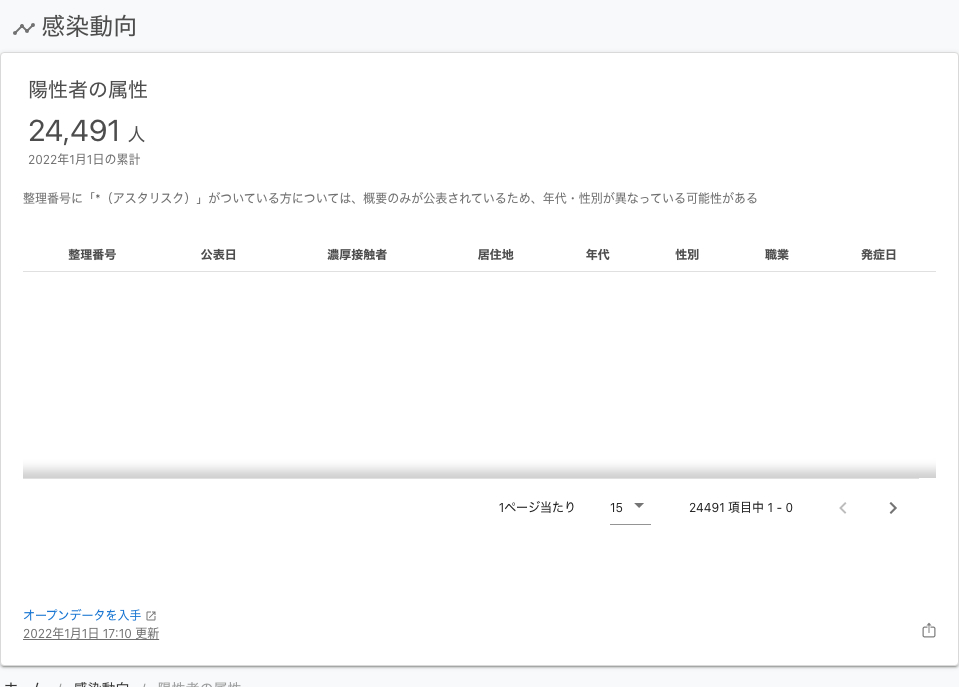 感染動向
陽性者の属性
24,491 人
2022年1月1日の累計
整理番号に「*（アスタリスク）」がついている方については、概要のみが公表されているため、年代・性別が異なっている可能性がある
整理番号 公表日 濃厚接触者 居住地 年代 性別 職業 発症日
1ページ当たり 15 24491 項目中 1 - 0
オープンデータを入手
2022年1月1日 17:10 更新
ホーム / 感染動向 / 陽性者の属性